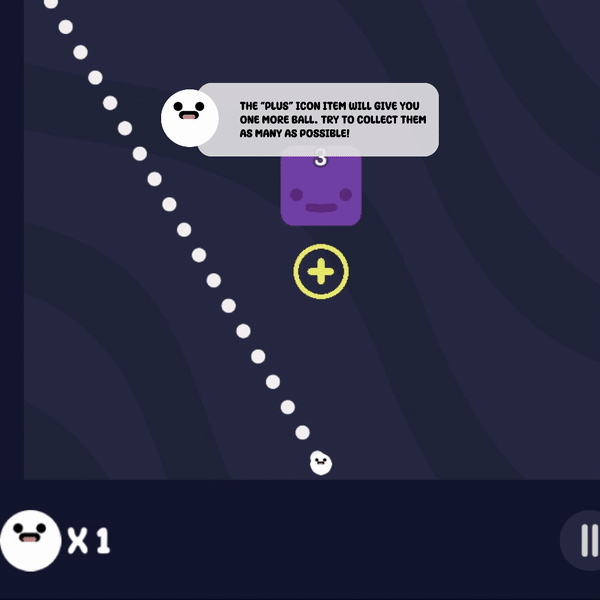 THE "PLUS" ICON ITEM WILL GIVE YOU
ONE MORE BALL. TRY TO COLLECT THEM
AS MANY AS POSSIBLE!
3
X 1